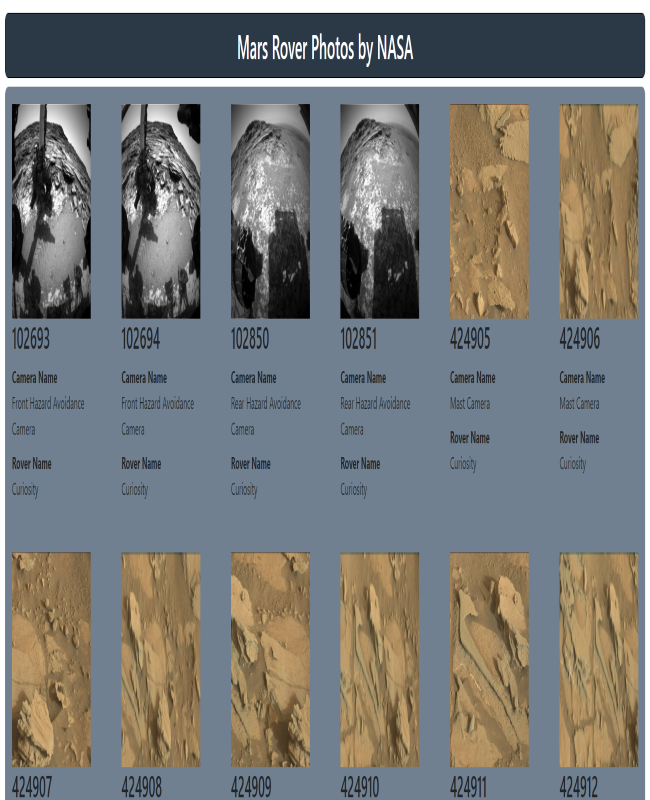 Mars Rover Photos by NASA
102693
Camera Name
Front Hazard Avoidance
Camera
Rover Name
Curiosity
102694
Camera Name
Front Hazard Avoidance
Camera
Rover Name
Curiosity
102850
Camera Name
Rear Hazard Avoidance
Camera
Rover Name
Curiosity
102851
Camera Name
Rear Hazard Avoidance
Camera
Rover Name
Curiosity
424905
Camera Name
Mast Camera
Rover Name
Curiosity
424906
Camera Name
Mast Camera
Rover Name
Curiosity
424907
424908
424909
424910
424911
424912